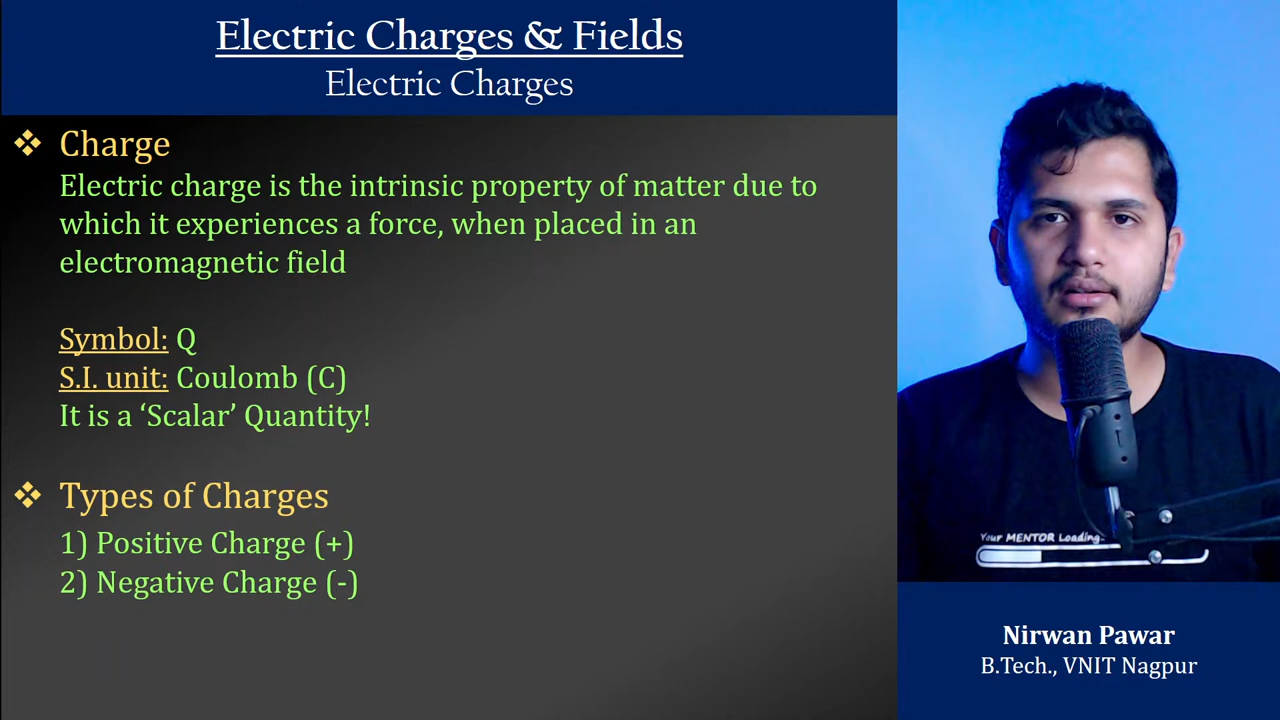 Electric Charges & Fields
Electric Charges
❖ Charge
Electric charge is the intrinsic property of matter due to
which it experiences a force, when placed in an
electromagnetic field
Symbol: Q
S.I. unit: Coulomb (C)
It is a ‘Scalar’ Quantity!
❖ Types of Charges
1) Positive Charge (+)
2) Negative Charge (-)
Your MENTOR Loading..
Nirwan Pawar
B.Tech., VNIT Nagpur